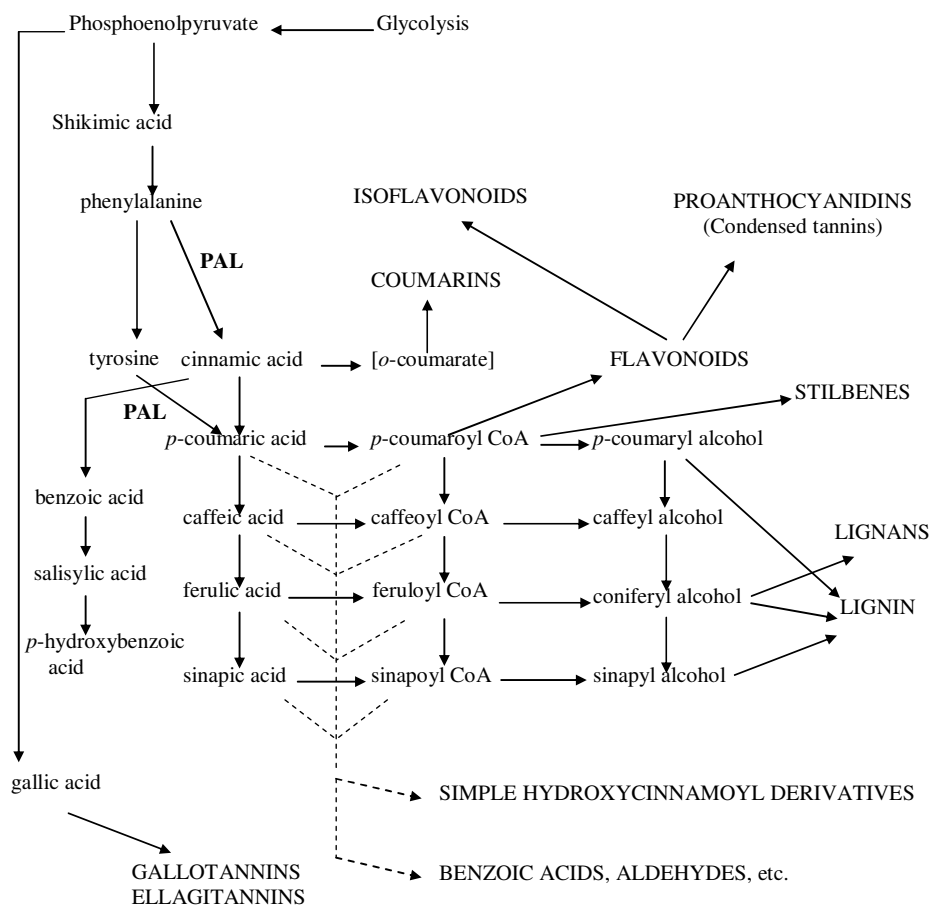 Phosphoenolpyruvate Glycolysis
Shikimic acid
phenylalanine
ISOFLAVONOIDS
PROANTHOCYANIDINS
(Condensed tannins)
PAL
COUMARINS
tyrosine cinnamic acid [o-coumarate] FLAVONOIDS
STILBENES
PAL
p-coumaric acid p-coumaroyl CoA p-coumaryl alcohol
benzoic acid
caffeic acid caffeoyl CoA caffeyl alcohol
LIGNANS
salisylic acid
ferulic acid feruloyl CoA coniferyl alcohol LIGNIN
p-hydroxybenzoic
acid
sinapic acid sinapoyl CoA sinapyl alcohol
gallic acid
SIMPLE HYDROXYCINNAMOYL DERIVATIVES
GALLOTANNINS
ELLAGITANNINS
BENZOIC ACIDS, ALDEHYDES, etc.